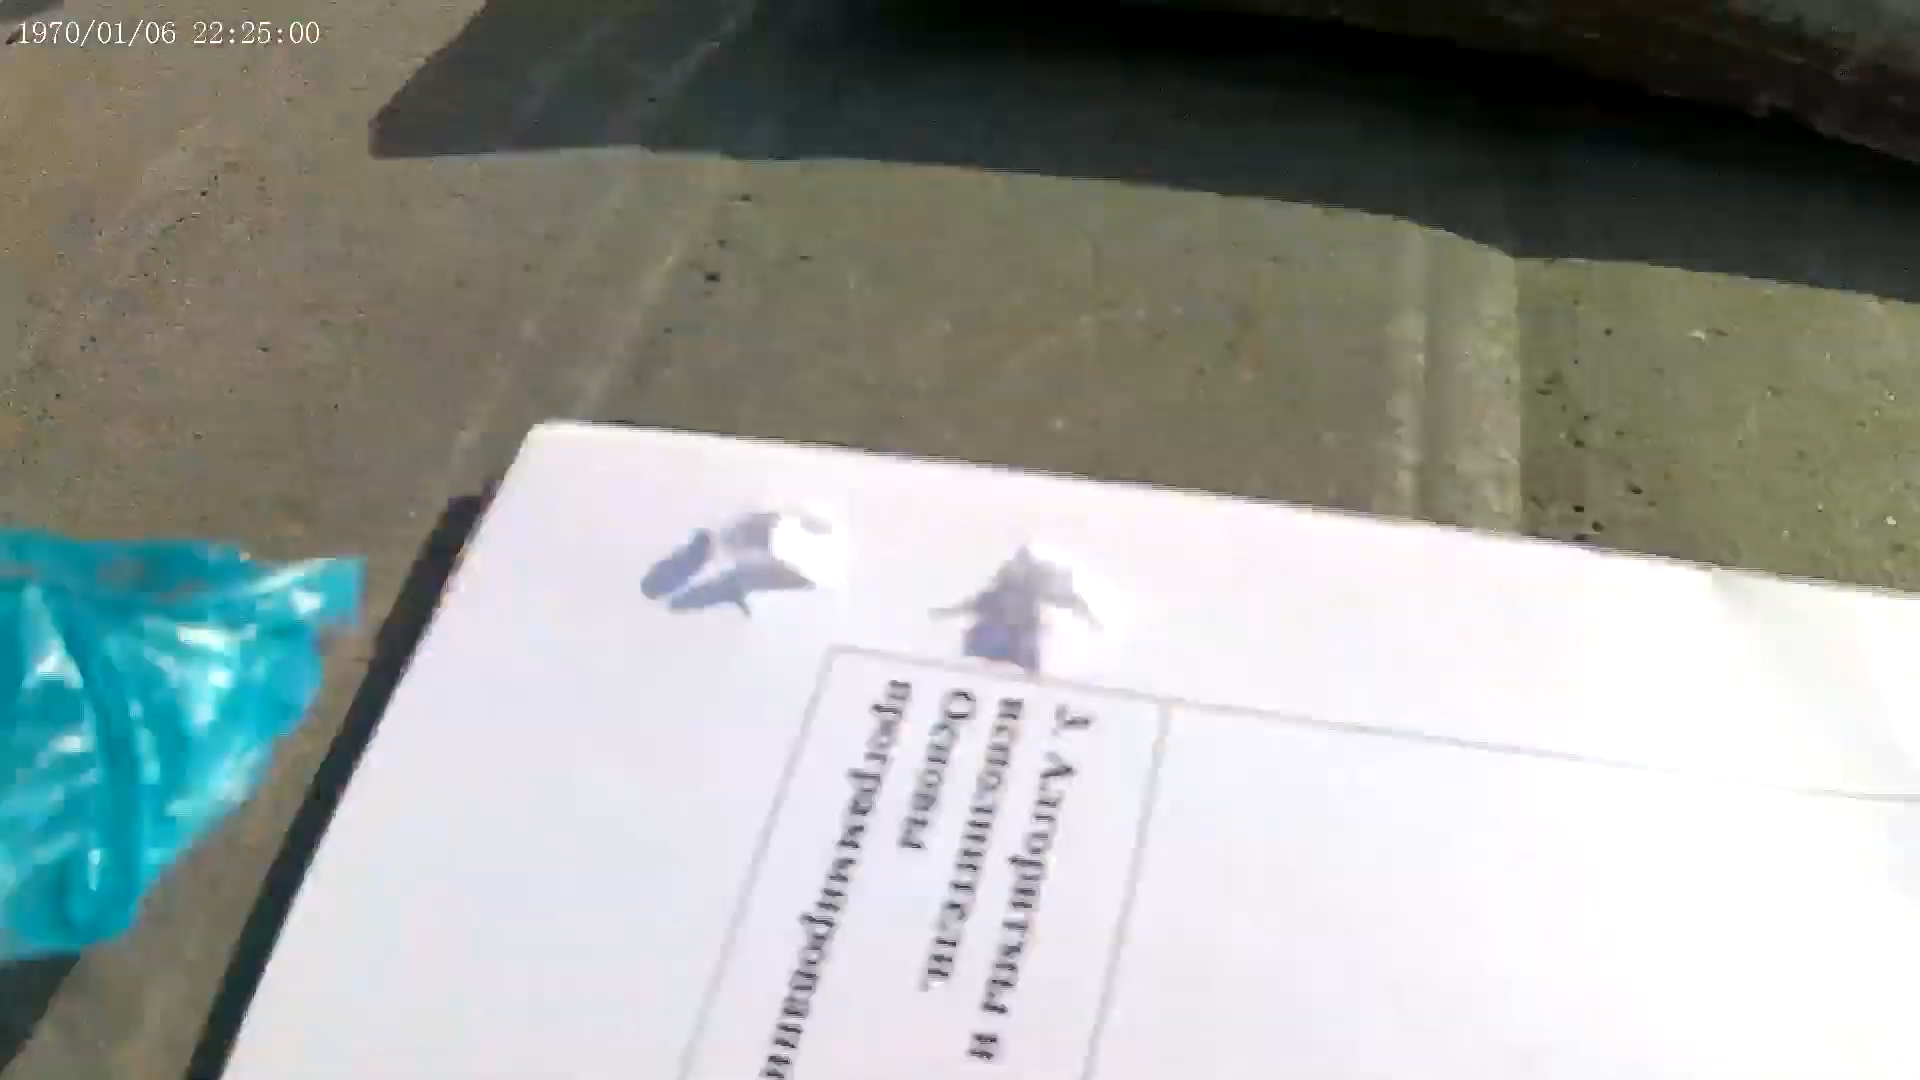 1970/01/06 22:25:00
3. Алгоритмы и
исполнители.
Основы
программирования